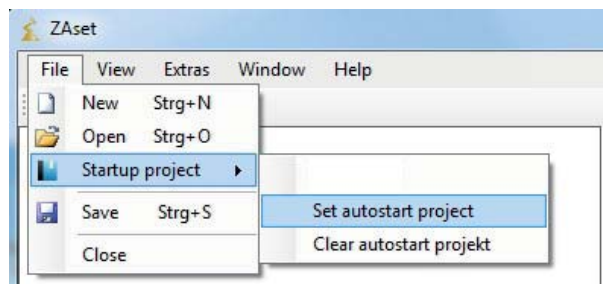 ZAset
File View Extras Window Help
New Strg+N
Open Strg+O
Startup project
Set autostart project
Clear autostart projekt
Save Strg+S
Close